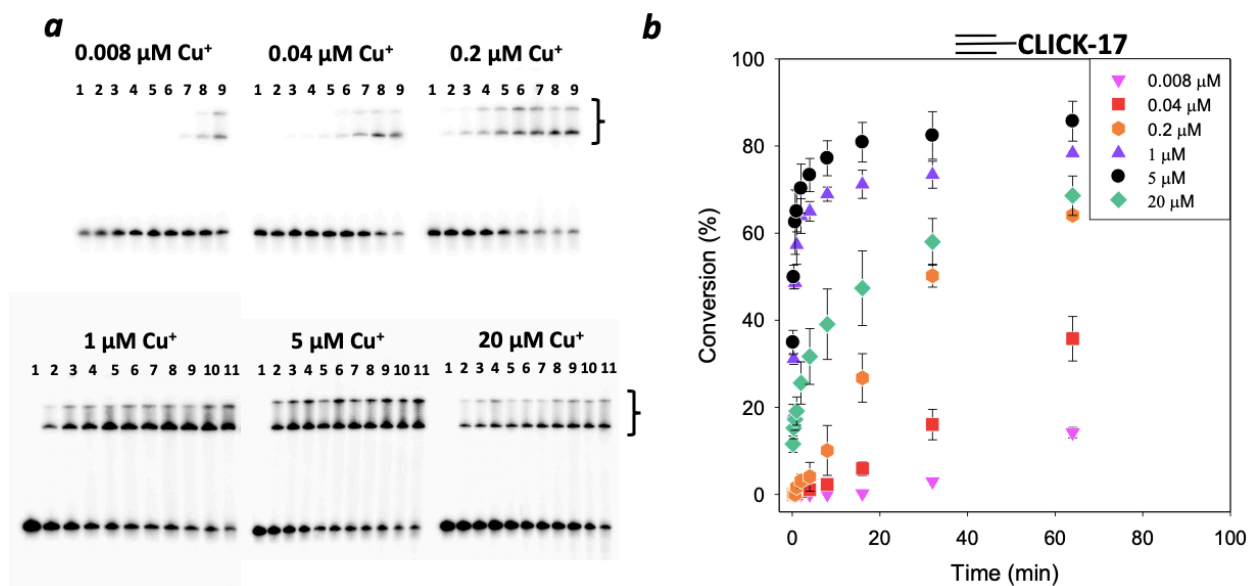 a
0.008 µM Cu⁺ 0.04 µM Cu⁺ 0.2 µM Cu⁺
1 2 3 4 5 6 7 8 9 1 2 3 4 5 6 7 8 9 1 2 3 4 5 6 7 8 9
1 µM Cu⁺ 5 µM Cu⁺ 20 µM Cu⁺
1 2 3 4 5 6 7 8 9 10 11 1 2 3 4 5 6 7 8 9 10 11 1 2 3 4 5 6 7 8 9 10 11
b
CLICK-17
0.008 µM
0.04 µM
0.2 µM
1 µM
5 µM
20 µM
Conversion (%)
100
80
60
40
20
0
0 20 40 60 80 100
Time (min)